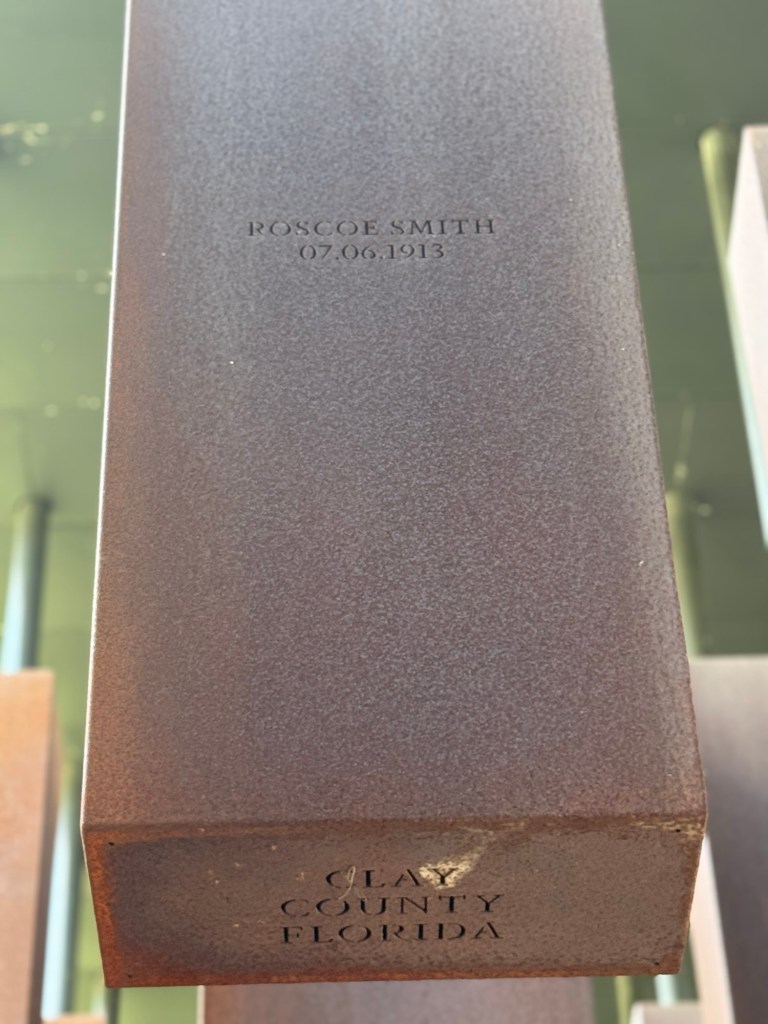 ROSCOE SMITH
07.06.1913
CLAY
COUNTY
FLORIDA